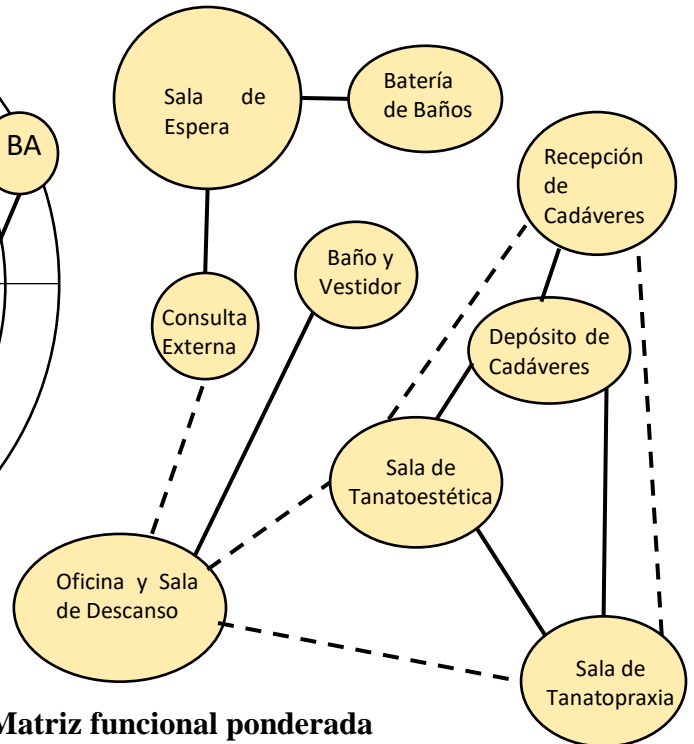 BA
Sala de
Espera
Batería
de Baños
Recepción
de
Cadáveres
Baño y
Vestidor
Consulta
Externa
Depósito de
Cadáveres
Sala de
Tanatoestética
Oficina y Sala
de Descanso
Sala de
Tanatopraxia
Matriz funcional ponderada